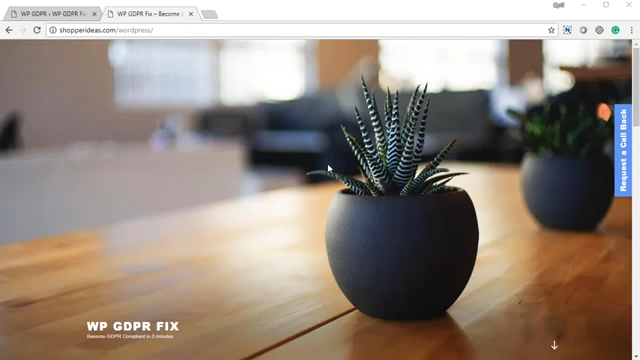 Cyril
WP GDPR ‹ WP GDPR Fix
WP GDPR Fix – Become G
shopperideas.com/wordpress/
Request a Call Back
WP GDPR FIX
Become GDPR Compliant in 3 minutes